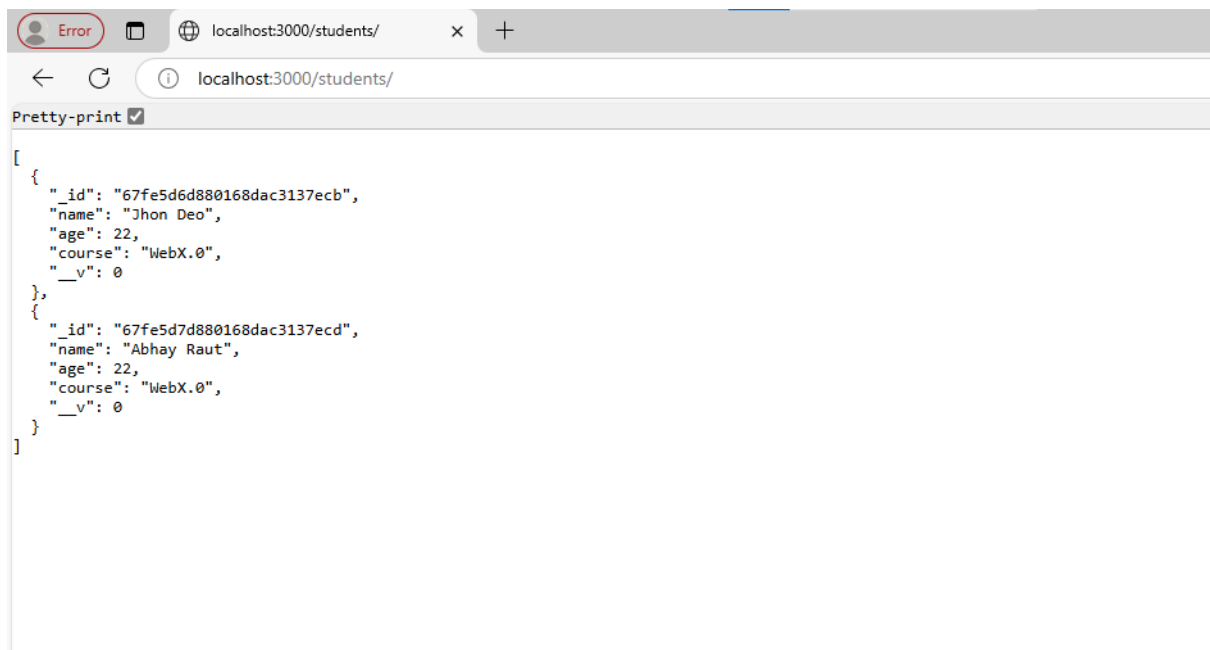 Error
localhost:3000/students/
localhost:3000/students/
Pretty-print
[
  {
    "_id": "67fe5d6d880168dac3137ecb",
    "name": "Jhon Deo",
    "age": 22,
    "course": "WebX.0",
    "__v": 0
  },
  {
    "_id": "67fe5d7d880168dac3137ecd",
    "name": "Abhay Raut",
    "age": 22,
    "course": "WebX.0",
    "__v": 0
  }
]